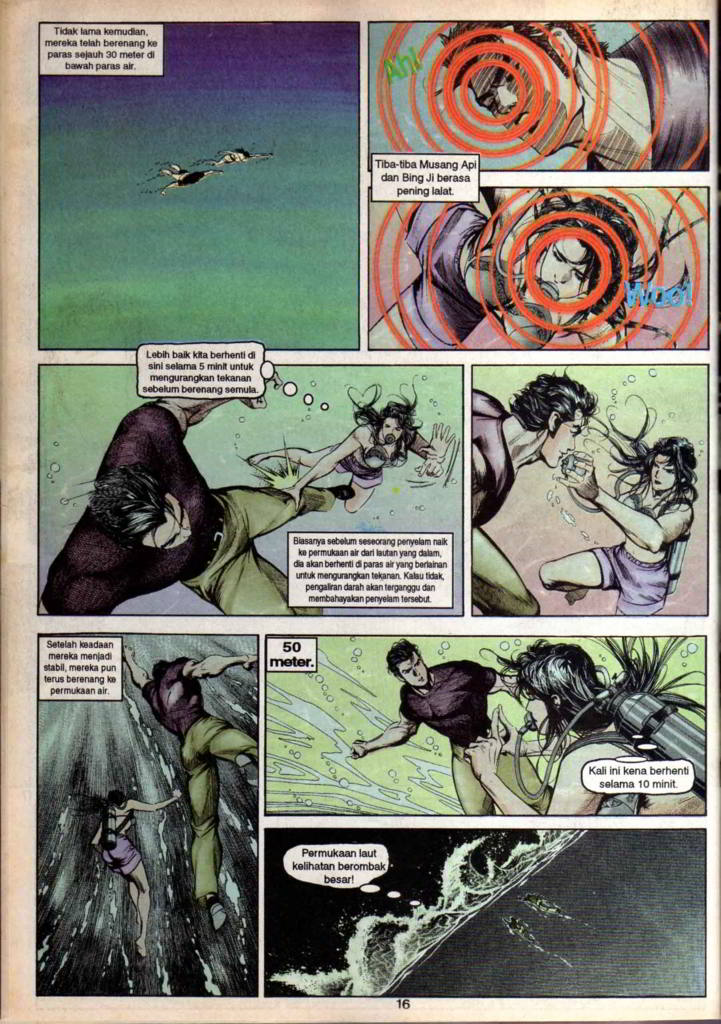 Tidak lama kemudian,
mereka telah berenang ke
paras sejauh 30 meter di
bawah paras air.
Ah!
Tiba-tiba Musang Api
dan Bing Ji berasa
pening lalat.
Woo!
Lebih baik kita berhenti di
sini selama 5 minit untuk
mengurangkan tekanan
sebelum berenang semula.
Biasanya sebelum seseorang penyelam naik
ke permukaan air dari lautan yang dalam,
dia akan berhenti di paras air yang berlainan
untuk mengurangkan tekanan. Kalau tidak,
pengaliran darah akan terganggu dan
membahayakan penyelam tersebut.
Setelah keadaan
mereka menjadi
stabil, mereka pun
terus berenang ke
permukaan air.
50
meter.
Kali ini kena berhenti
selama 10 minit.
Permukaan laut
kelihatan berombak
besar!
16